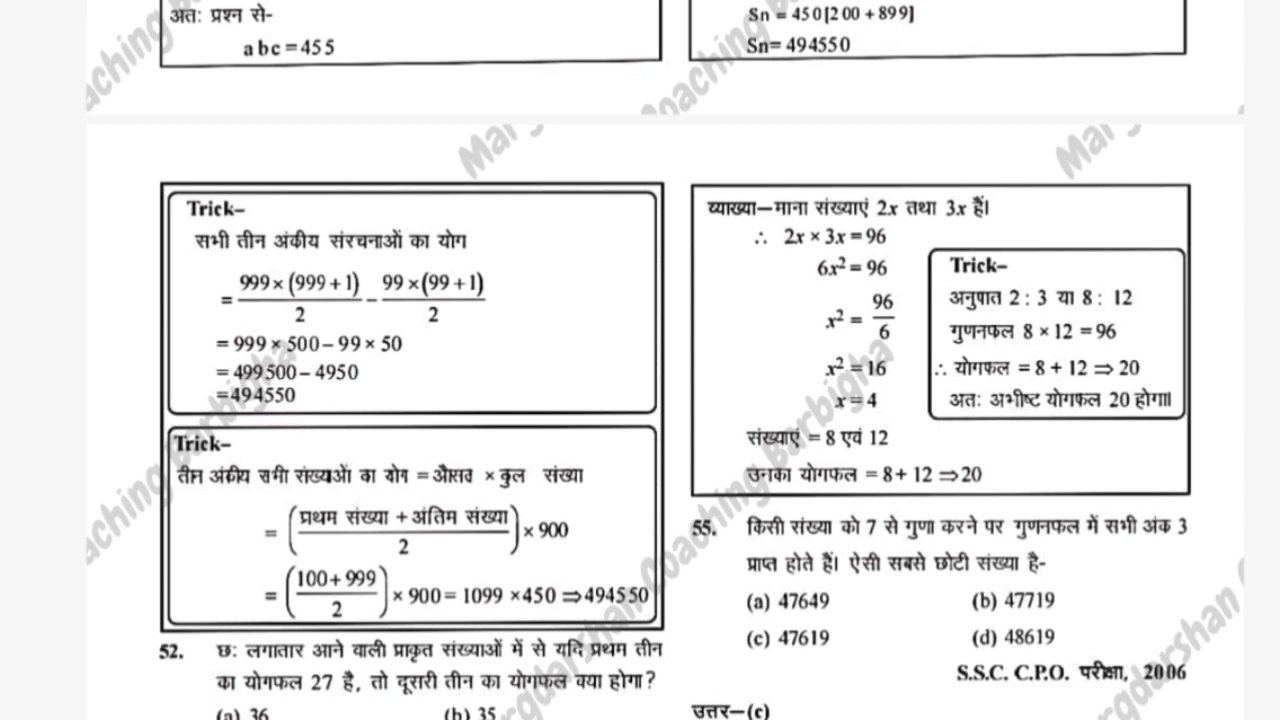 अतः प्रश्न से-
a b c = 455
Sn = 450[200 + 899]
Sn= 494550
Trick–
सभी तीन अंकीय संरचनाओं का योग
= 999 × (999 + 1) / 2 – 99 × (99 + 1) / 2
= 999 × 500 – 99 × 50
= 499500 – 4950
=494550
Trick–
तीन अंकीय सभी संख्याओं का योग = औसत × कुल संख्या
= (प्रथम संख्या + अंतिम संख्या / 2) × 900
= (100 + 999 / 2) × 900 = 1099 × 450 ⇒ 494550
52. छः लगातार आने वाली प्राकृत संख्याओं में से यदि प्रथम तीन
का योगफल 27 है, तो दूसरी तीन का योगफल क्या होगा?
(a) 36 (b) 35
व्याख्या–माना संख्याएं 2x तथा 3x हैं।
∴ 2x × 3x = 96
6x² = 96
x² = 96 / 6
x² = 16
x = 4
Trick–
अनुपात 2 : 3 या 8 : 12
गुणनफल 8 × 12 = 96
∴ योगफल = 8 + 12 ⇒ 20
अतः अभीष्ट योगफल 20 होगा।
संख्याएं = 8 एवं 12
उनका योगफल = 8 + 12 ⇒ 20
55. किसी संख्या को 7 से गुणा करने पर गुणनफल में सभी अंक 3
प्राप्त होते हैं। ऐसी सबसे छोटी संख्या है-
(a) 47649 (b) 47719
(c) 47619 (d) 48619
S.S.C. C.P.O. परीक्षा, 2006
उत्तर–(c)